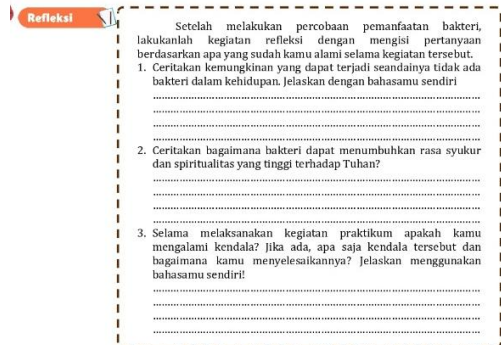 Refleksi
Setelah melakukan percobaan pemanfaatan bakteri,
lakukanlah kegiatan refleksi dengan mengisi pertanyaan
berdasarkan apa yang sudah kamu alami selama kegiatan tersebut.
1. Ceritakan kemungkinan yang dapat terjadi seandainya tidak ada
bakteri dalam kehidupan. Jelaskan dengan bahasamu sendiri
2. Ceritakan bagaimana bakteri dapat menumbuhkan rasa syukur
dan spiritualitas yang tinggi terhadap Tuhan?
3. Selama melaksanakan kegiatan praktikum apakah kamu
mengalami kendala? Jika ada, apa saja kendala tersebut dan
bagaimana kamu menyelesaikannya? Jelaskan menggunakan
bahasamu sendiri!